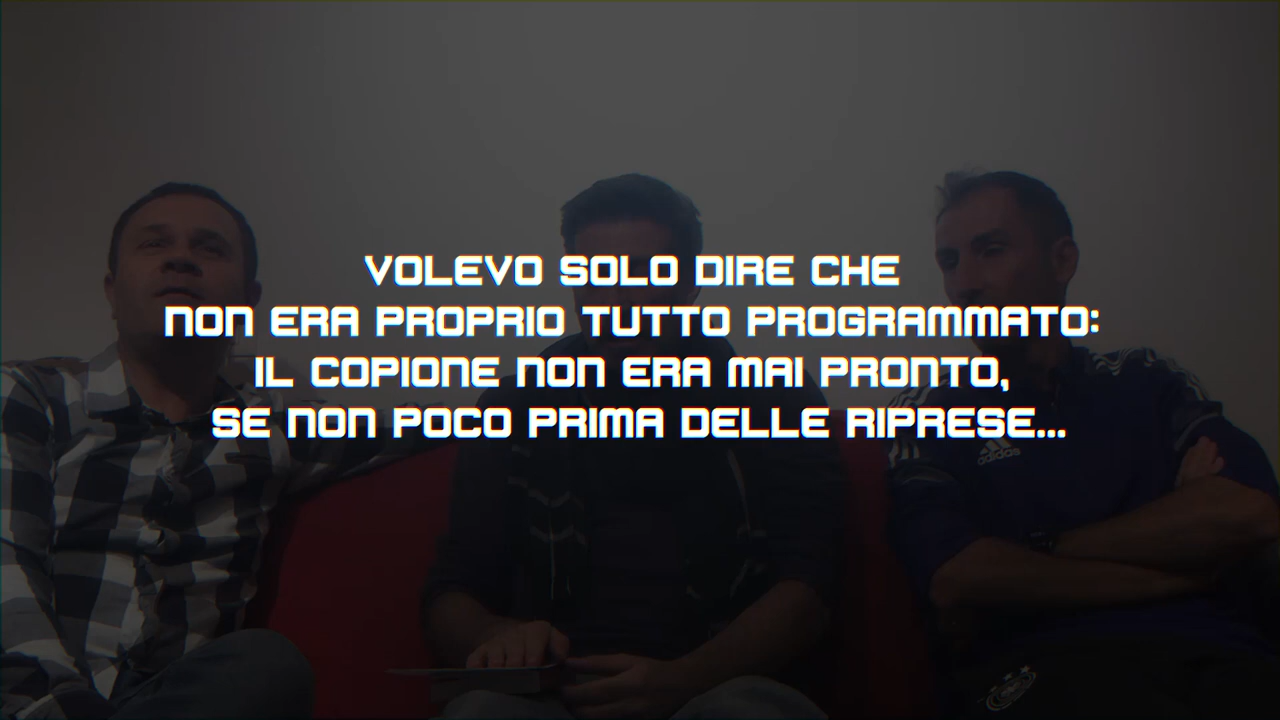 VOLEVO SOLO DIRE CHE
NON ERA PROPRIO TUTTO PROGRAMMATO:
IL COPIONE NON ERA MAI PRONTO,
SE NON POCO PRIMA DELLE RIPRESE...
adidas